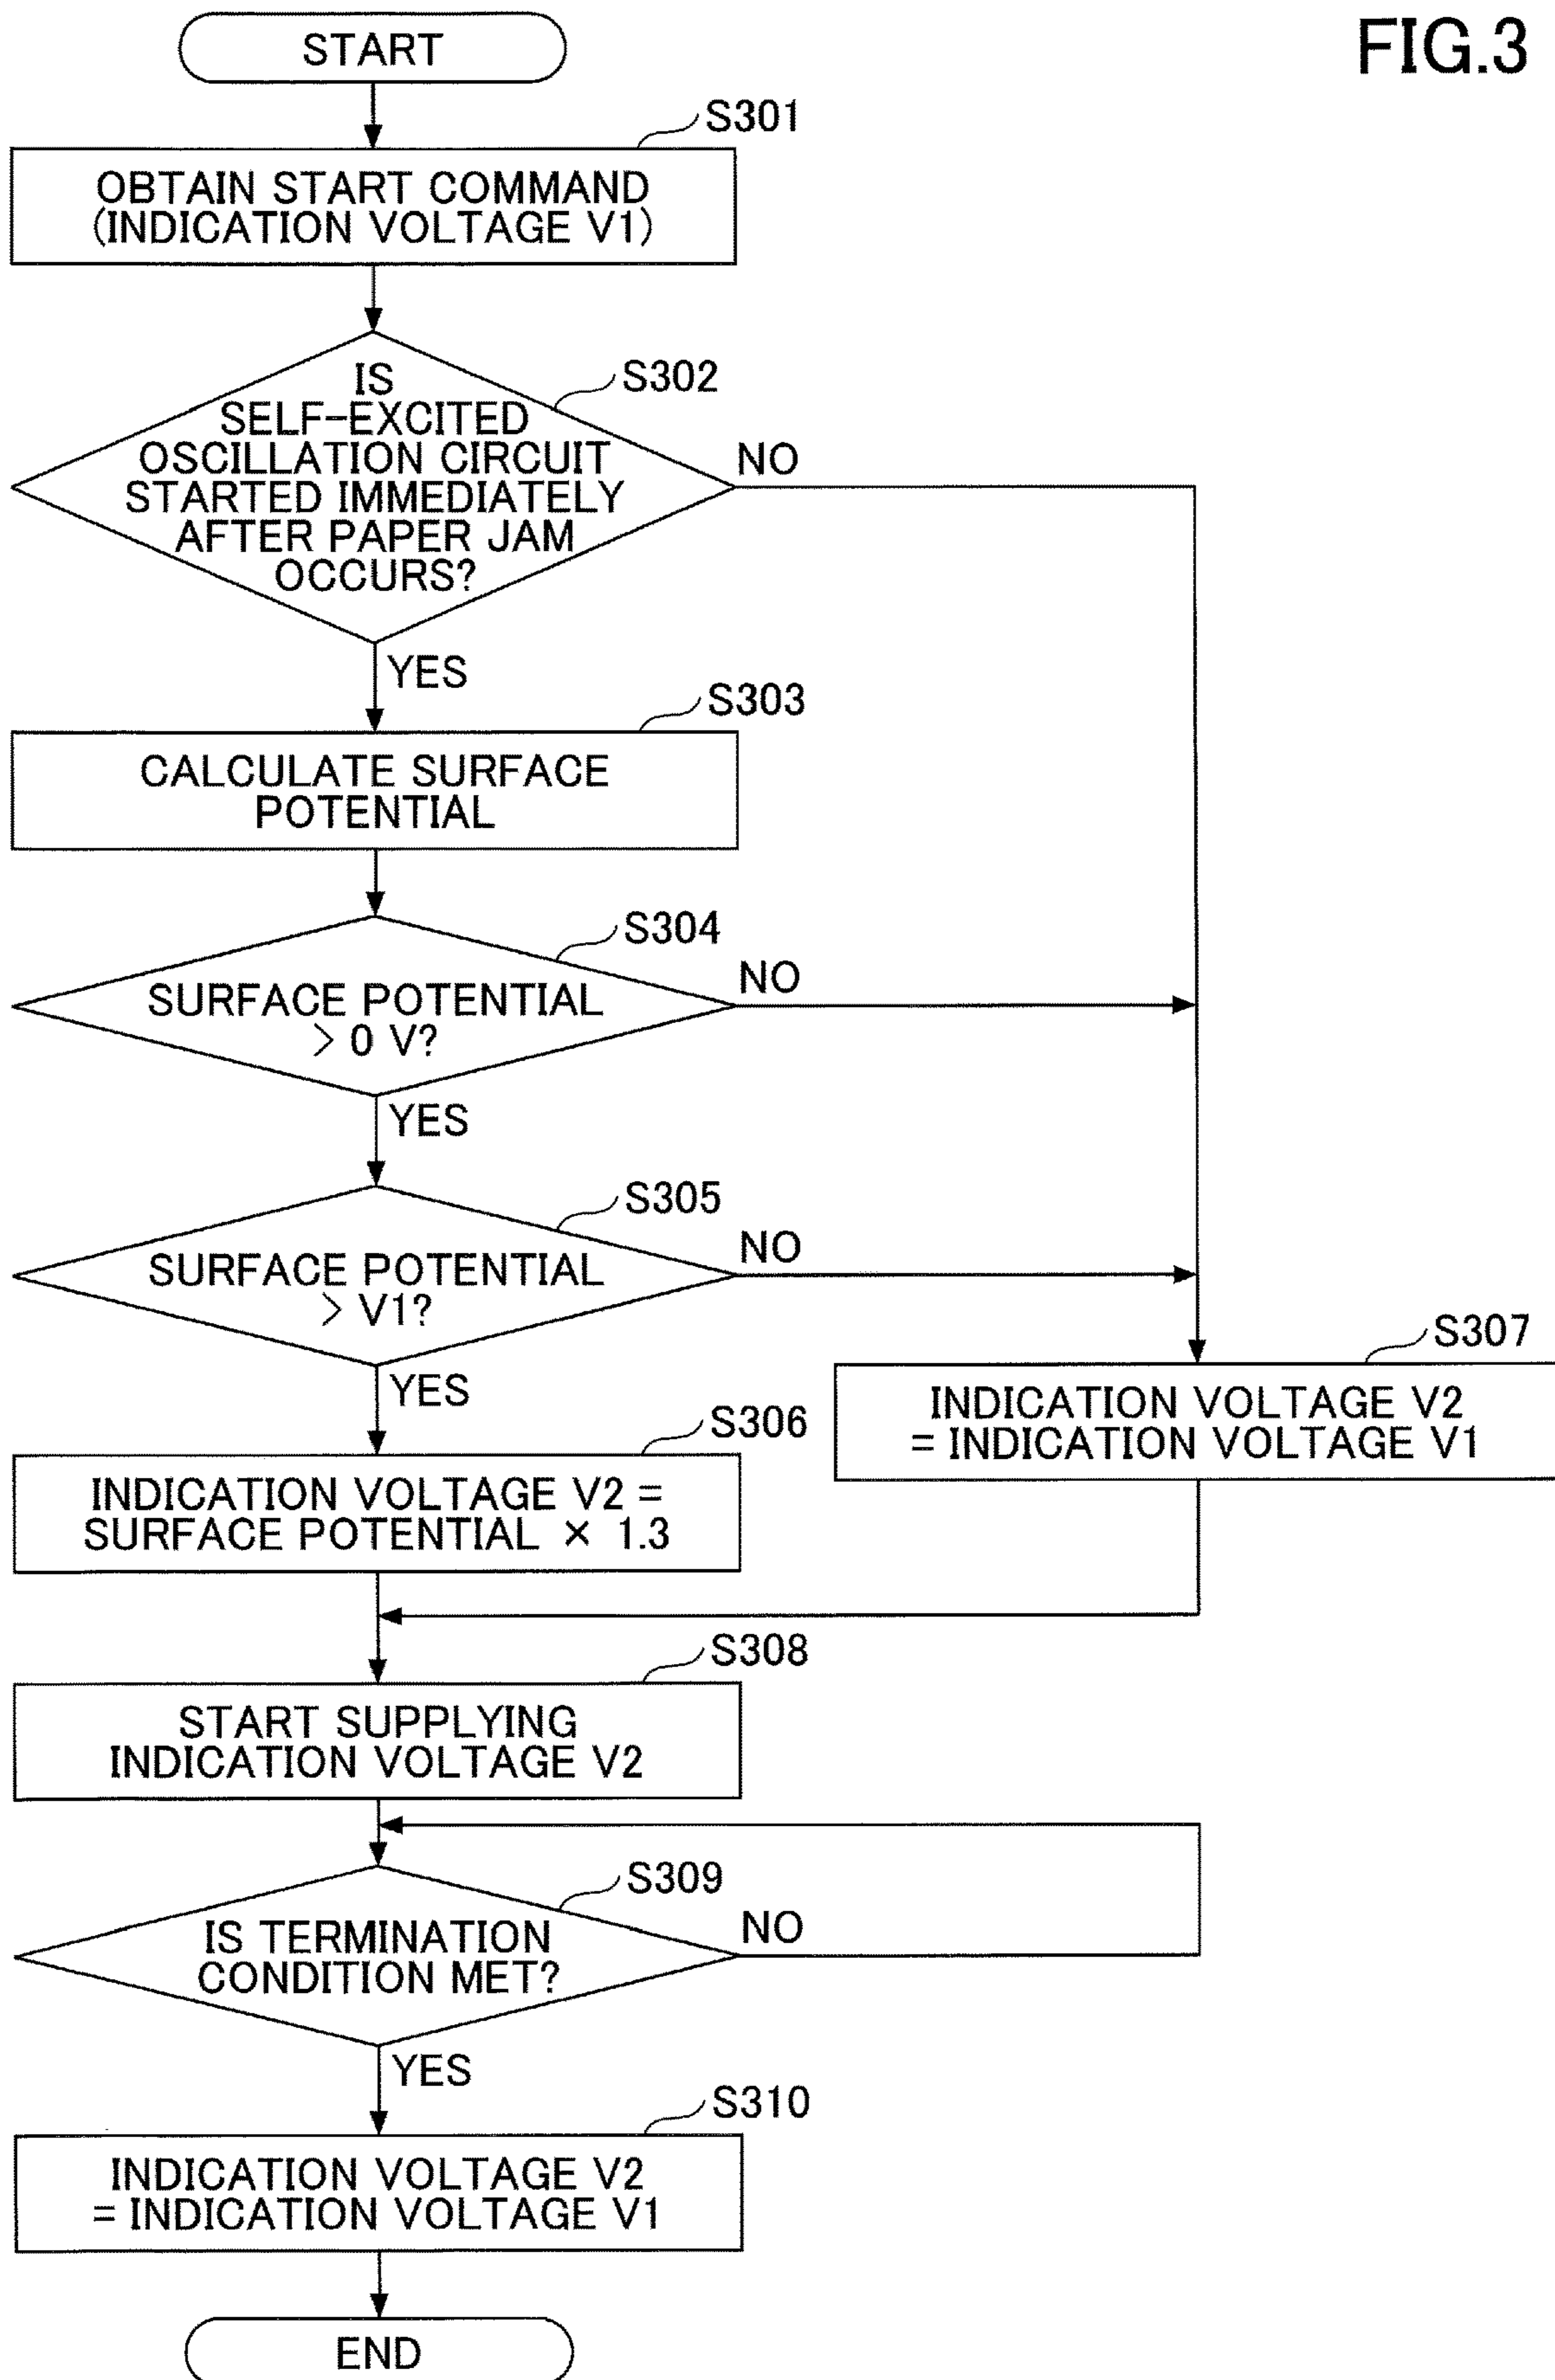 FIG.3
START
S301
OBTAIN START COMMAND
(INDICATION VOLTAGE V1)
S302
IS
SELF-EXCITED
OSCILLATION CIRCUIT
STARTED IMMEDIATELY
AFTER PAPER JAM
OCCURS?
NO
YES
S303
CALCULATE SURFACE
POTENTIAL
S304
SURFACE POTENTIAL
> 0 V?
NO
YES
S305
SURFACE POTENTIAL
> V1?
NO
YES
S307
INDICATION VOLTAGE V2
= INDICATION VOLTAGE V1
S306
INDICATION VOLTAGE V2 =
SURFACE POTENTIAL × 1.3
S308
START SUPPLYING
INDICATION VOLTAGE V2
S309
IS TERMINATION
CONDITION MET?
NO
YES
S310
INDICATION VOLTAGE V2
= INDICATION VOLTAGE V1
END